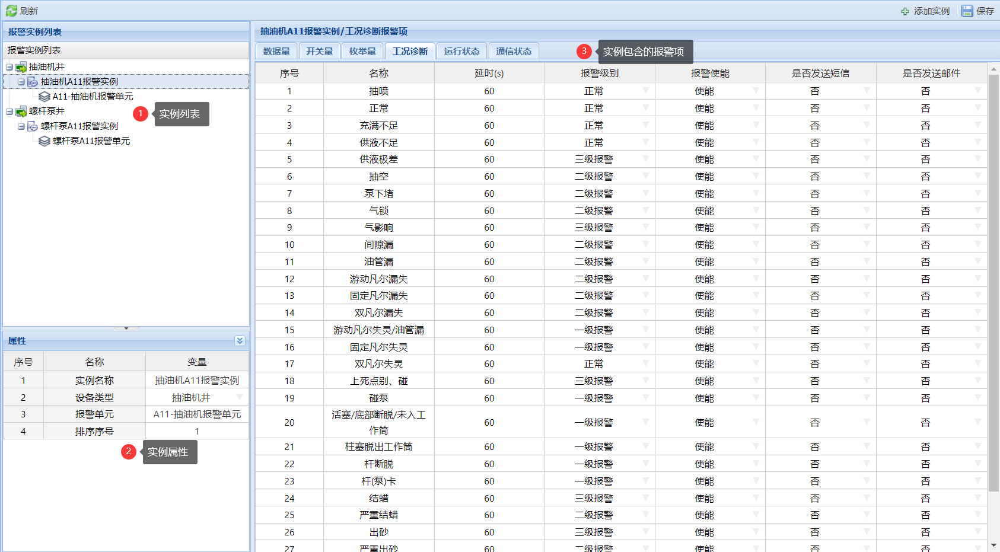 刷新
添加实例
保存
报警实例列表
报警实例列表
抽油机井
抽油机A11报警实例
A11-抽油机报警单元
螺杆泵井
螺杆泵A11报警实例
螺杆泵A11报警单元
1 实例列表
属性
序号 名称 变量
1 实例名称 抽油机A11报警实例
2 设备类型 抽油机井
3 报警单元 A11-抽油机报警单元
4 排序序号 1
2 实例属性
抽油机A11报警实例/工况诊断报警项
数据量 开关量 枚举量 工况诊断 运行状态 通信状态
3 实例包含的报警项
序号 名称 延时(s) 报警级别 报警使能 是否发送短信 是否发送邮件
1 抽喷 60 正常 使能 否 否
2 正常 60 正常 使能 否 否
3 充满不足 60 正常 使能 否 否
4 供液不足 60 正常 使能 否 否
5 供液极差 60 三级报警 使能 否 否
6 抽空 60 二级报警 使能 否 否
7 泵下堵 60 二级报警 使能 否 否
8 气锁 60 二级报警 使能 否 否
9 气影响 60 三级报警 使能 否 否
10 间隙漏 60 二级报警 使能 否 否
11 油管漏 60 二级报警 使能 否 否
12 游动凡尔漏失 60 二级报警 使能 否 否
13 固定凡尔漏失 60 二级报警 使能 否 否
14 双凡尔漏失 60 二级报警 使能 否 否
15 游动凡尔失灵/油管漏 60 一级报警 使能 否 否
16 固定凡尔失灵 60 一级报警 使能 否 否
17 双凡尔失灵 60 正常 使能 否 否
18 上死点别、碰 60 三级报警 使能 否 否
19 碰泵 60 一级报警 使能 否 否
20 活塞/底部断脱/未入工
作筒 60 一级报警 使能 否 否
21 柱塞脱出工作筒 60 一级报警 使能 否 否
22 杆断脱 60 一级报警 使能 否 否
23 杆(泵)卡 60 一级报警 使能 否 否
24 结蜡 60 三级报警 使能 否 否
25 严重结蜡 60 二级报警 使能 否 否
26 出砂 60 三级报警 使能 否 否
27 严重出砂 60 二级报警 使能 否 否